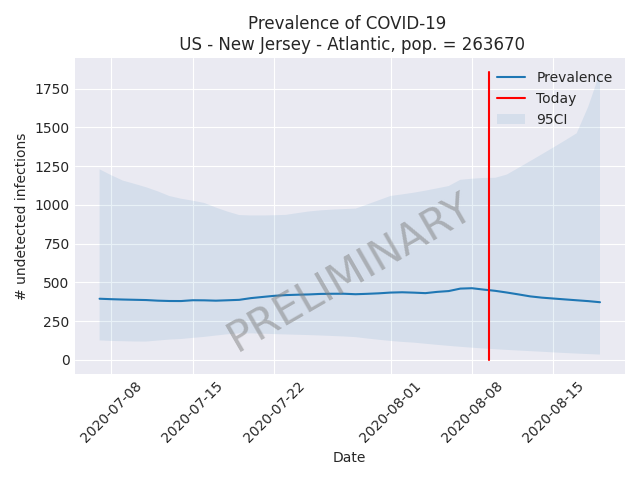 Prevalence of COVID-19
US - New Jersey - Atlantic, pop. = 263670
Prevalence
Today
95CI
# undetected infections
1750
1500
1250
1000
750
500
250
0
PRELIMINARY
2020-07-08
2020-07-15
2020-07-22
2020-08-01
2020-08-08
2020-08-15
Date